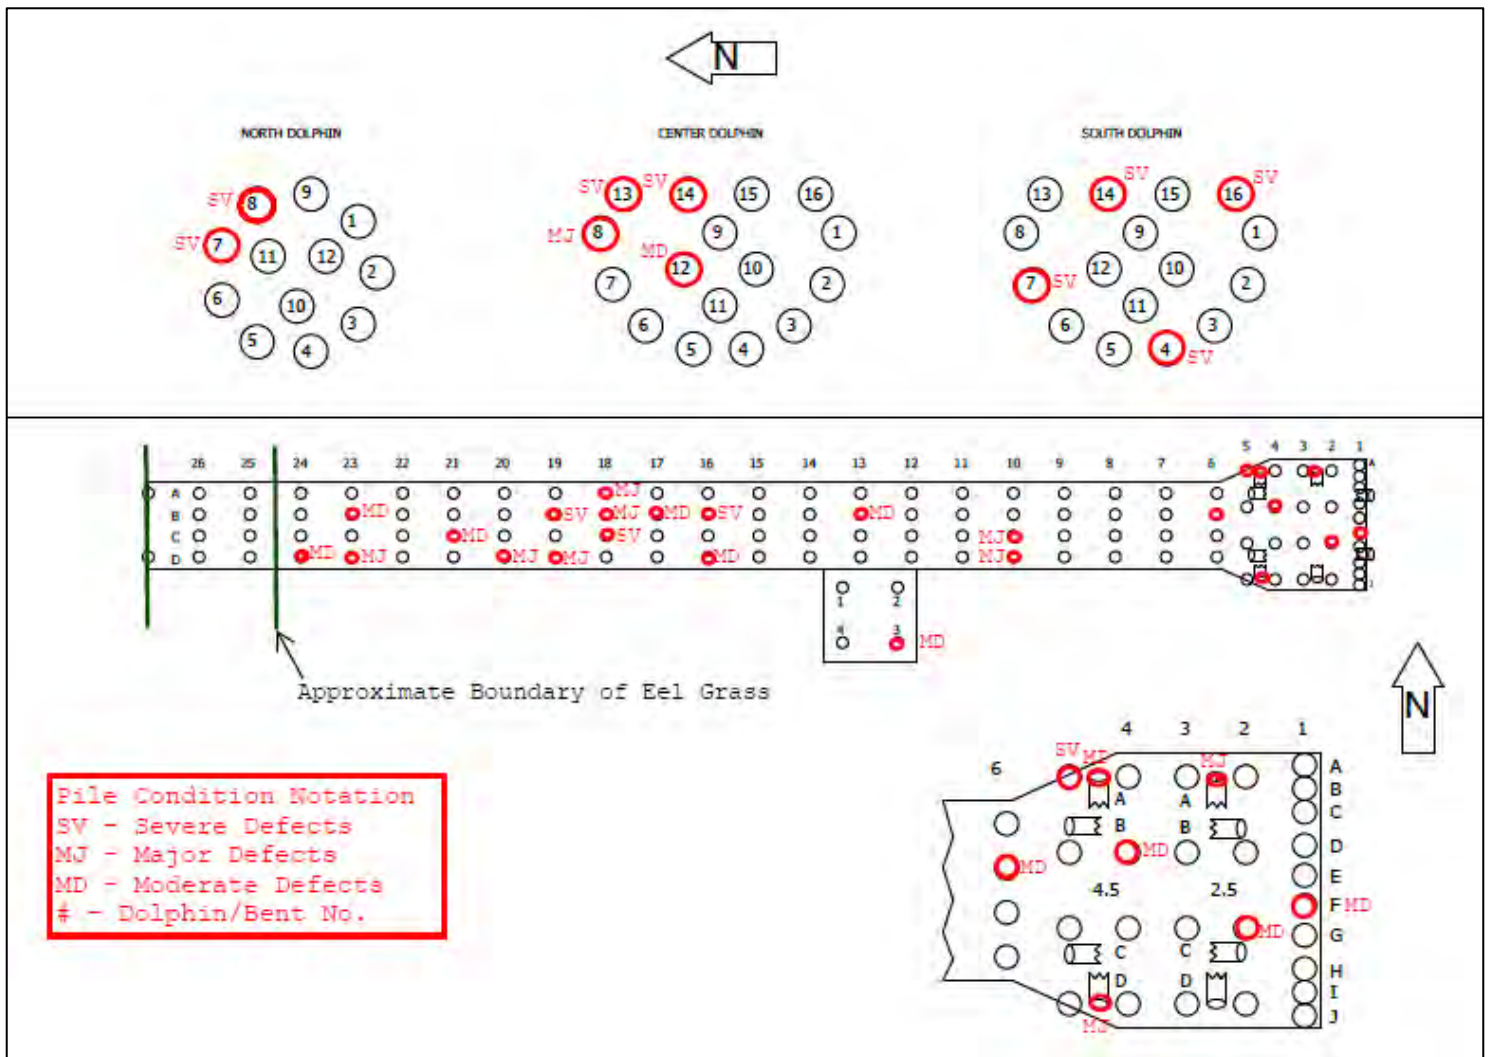 N
NORTH DOLPHIN CENTER DOLPHIN SOUTH DOLPHIN
SV 8 9 1 SV 7 11 12 2 6 10 3 5 4
SV 13 SV 14 15 16 MJ 8 9 1 MD 12 10 7 2 11 6 3 5 4
13 14 SV 15 16 SV 8 9 1 12 10 7 SV 2 11 6 3 5 4 SV
26 25 24 23 22 21 20 19 18 17 16 15 14 13 12 11 10 9 8 7 6 5 4 3 2 1
A MJ A
B MD SV MJ MD SV MD
C MD SV MJ
D MD MJ MJ MJ MD MJ J
1 2
4 3 MD
Approximate Boundary of Eel Grass
N
Pile Condition Notation
SV - Severe Defects
MJ - Major Defects
MD - Moderate Defects
# - Dolphin/Bent No.
4 3 2 1
6 SV MJ A
A A B
B B C
MD MD D
4.5 2.5 E
F MD
MD G
C C H
D D I
MJ J